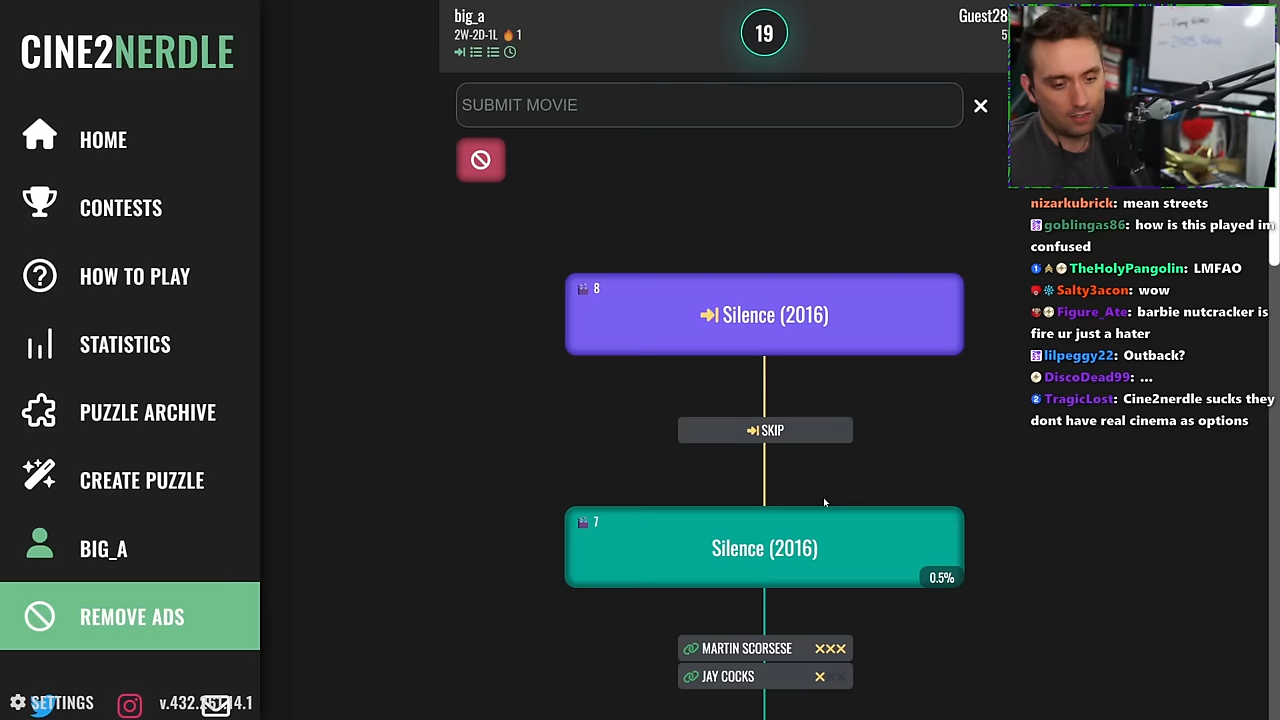 CINE2NERDLE
HOME
CONTESTS
HOW TO PLAY
STATISTICS
PUZZLE ARCHIVE
CREATE PUZZLE
BIG_A
REMOVE ADS
SETTINGS
big_a
2W-2D-1L 1
19
Guest28
SUBMIT MOVIE
8
Silence (2016)
SKIP
7
Silence (2016)
0.5%
MARTIN SCORSESE
JAY COCKS
nizarkubrick: mean streets
goblingas86: how is this played im
confused
TheHolyPangolin: LMFAO
Salty3acon: wow
Figure_Ate: barbie nutcracker is
fire ur just a hater
lilpeggy22: Outback?
DiscoDead99: ...
TragicLost: Cine2nerdle sucks they
dont have real cinema as options